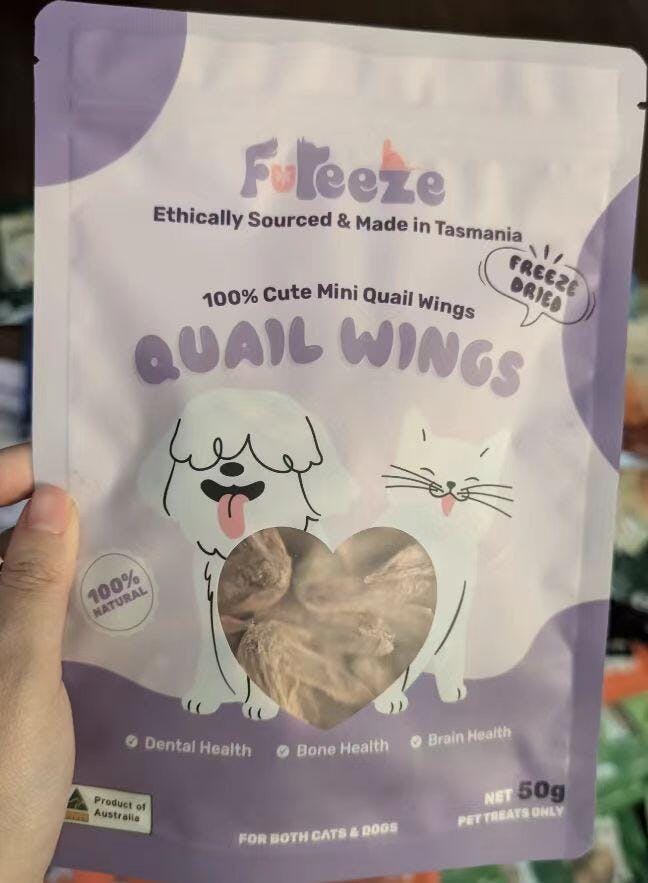 Fureeze
Ethically Sourced & Made in Tasmania
FREEZE
DRIED
100% Cute Mini Quail Wings
QUAIL WINGS
100%
NATURAL
Dental Health
Bone Health
Brain Health
Product of
Australia
NET 50g
PET TREATS ONLY
FOR BOTH CATS & DOGS